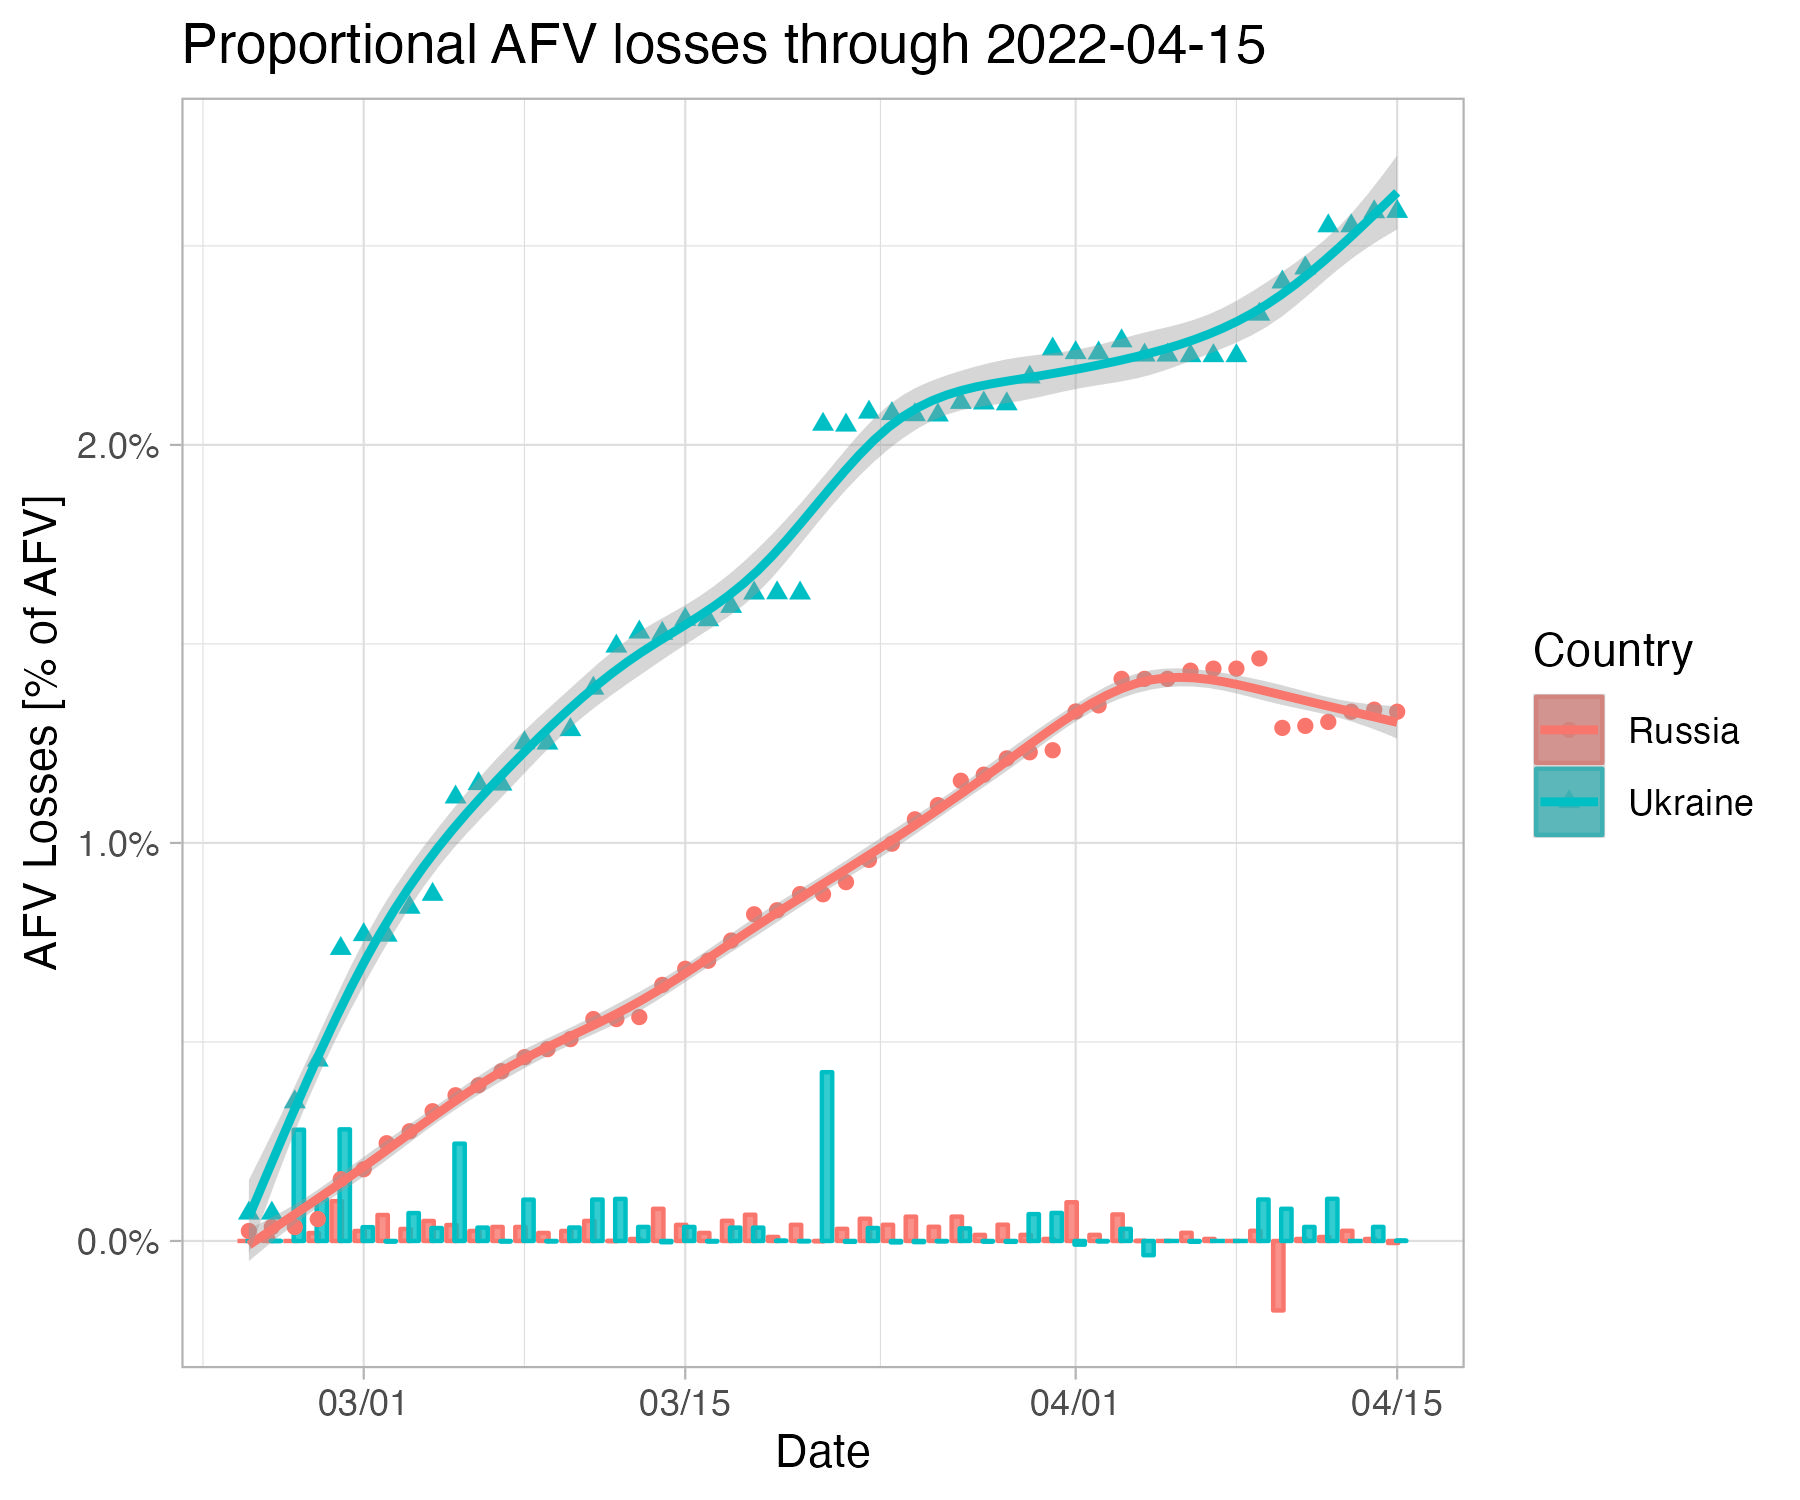 Proportional AFV losses through 2022-04-15
AFV Losses [% of AFV]
2.0%
1.0%
0.0%
03/01
03/15
04/01
04/15
Date
Country
Russia
Ukraine